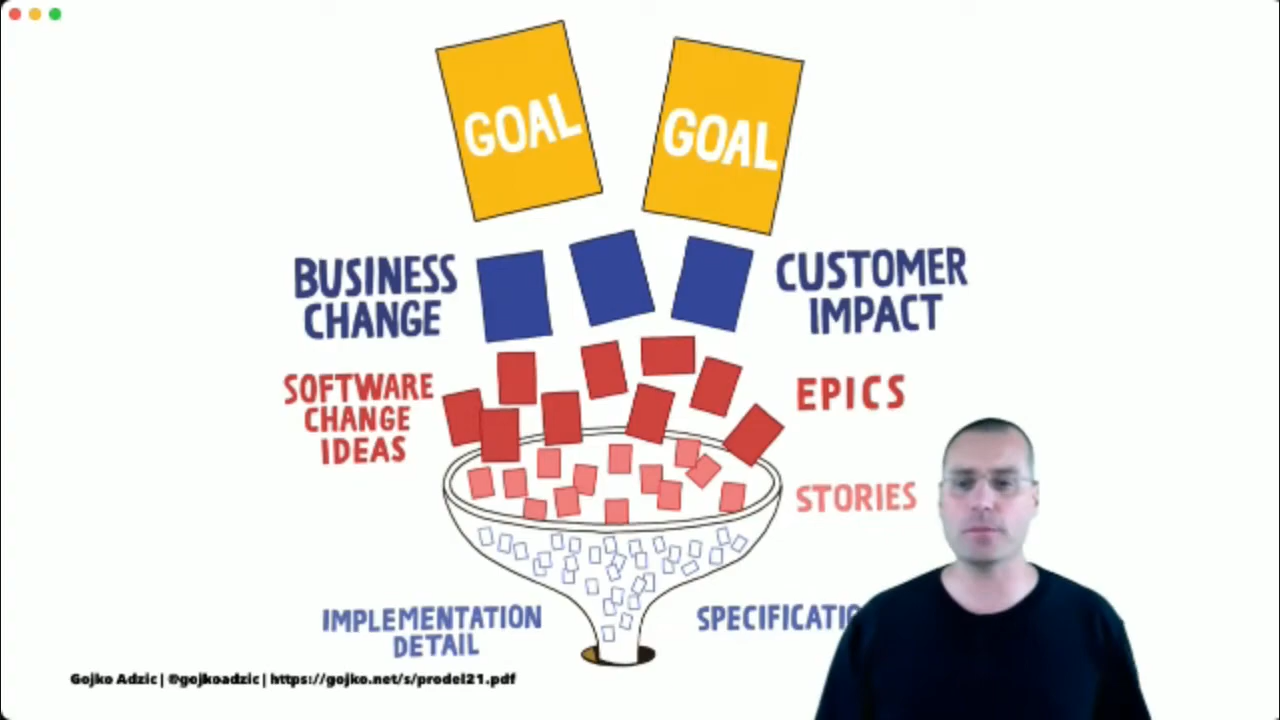 GOAL
GOAL
BUSINESS
CHANGE
CUSTOMER
IMPACT
SOFTWARE
CHANGE
IDEAS
EPICS
STORIES
IMPLEMENTATION
DETAIL
Gojko Adzic | @gojkoadzic | https://gojko.net/s/prodel21.pdf